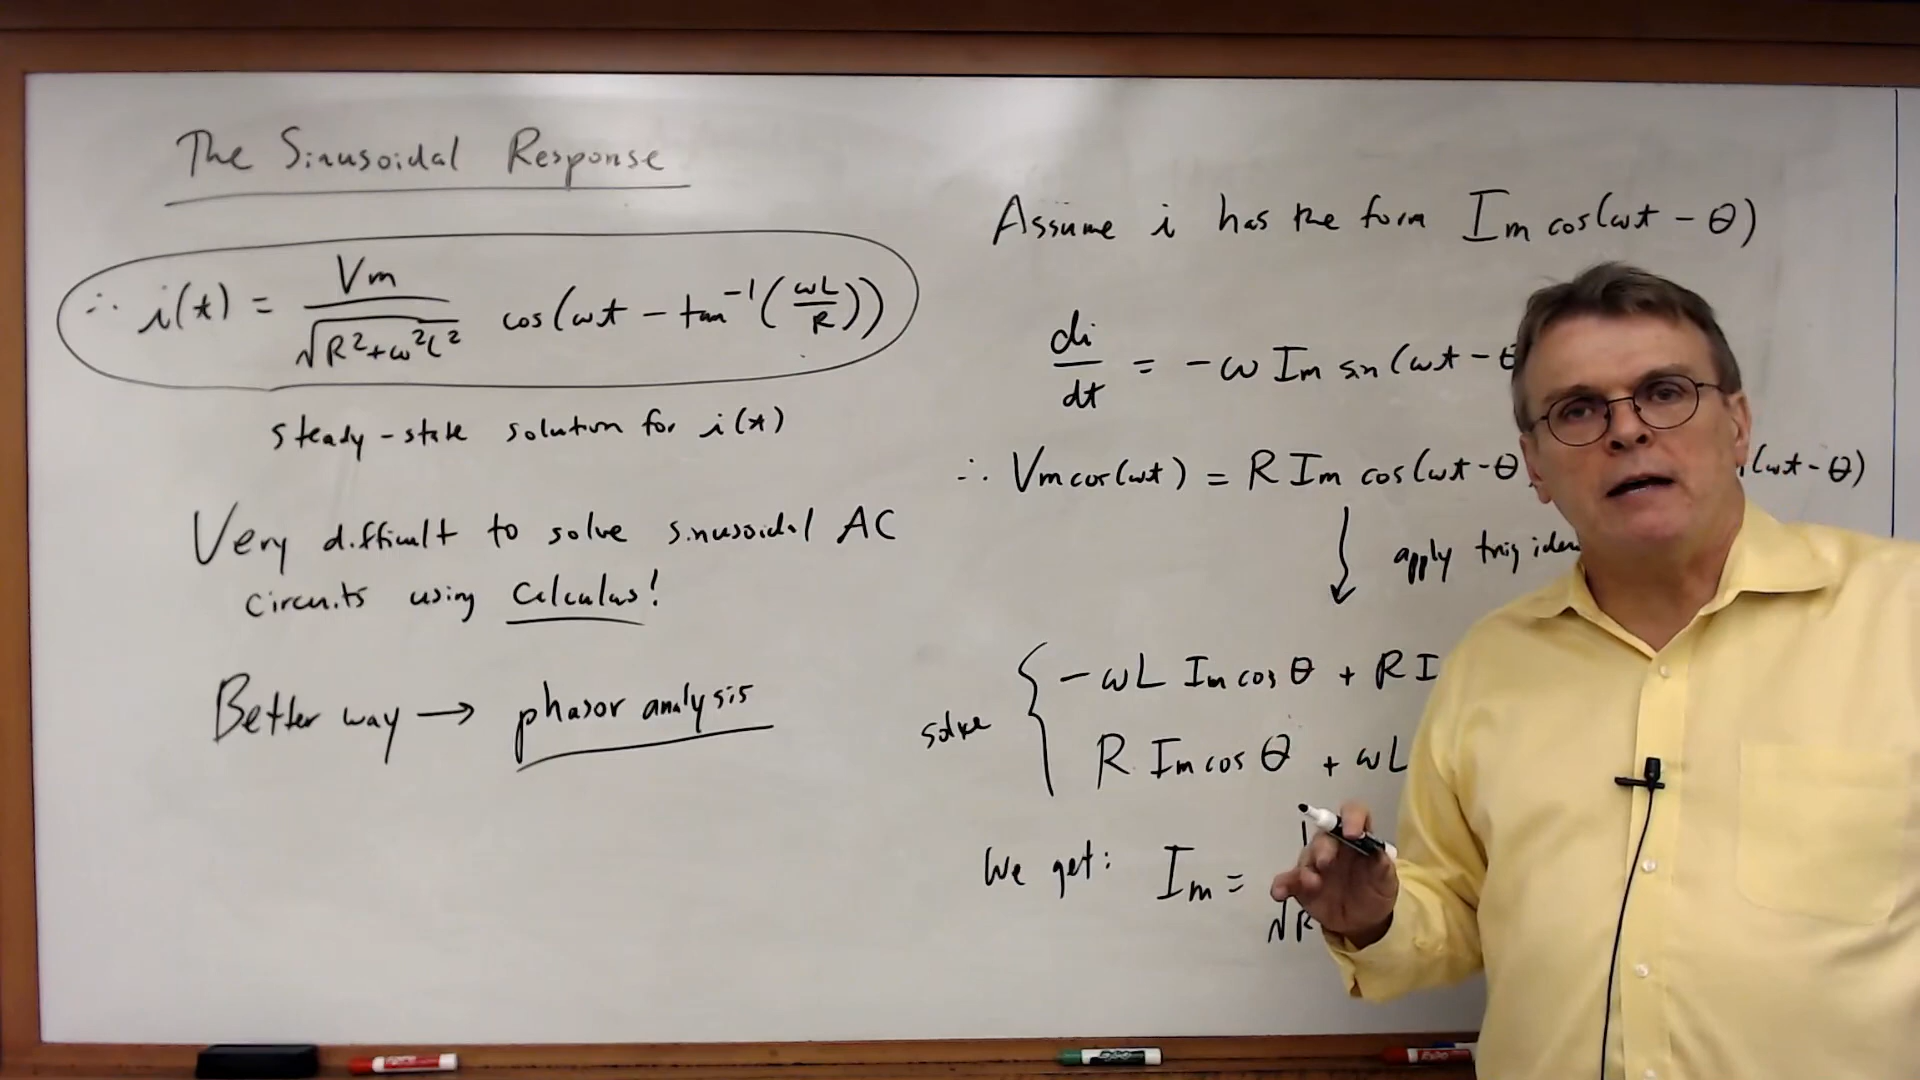 The Sinusoidal Response
∴ i(t) = Vm / √R²+ω²L² cos(ωt - tan⁻¹(ωL/R))
steady-state solution for i(t)
Very difficult to solve sinusoidal AC
circuits using Calculus!
Better way → phasor analysis
Assume i has the form Im cos(ωt - θ)
di/dt = -ω Im sin(ωt - θ
∴ Vm cos(ωt) = R Im cos(ωt-θ (ωt-θ)
apply trig iden
solve { -ωL Im cos θ + R I
R Im cos θ + ωL
We get: Im = √R
EXPO